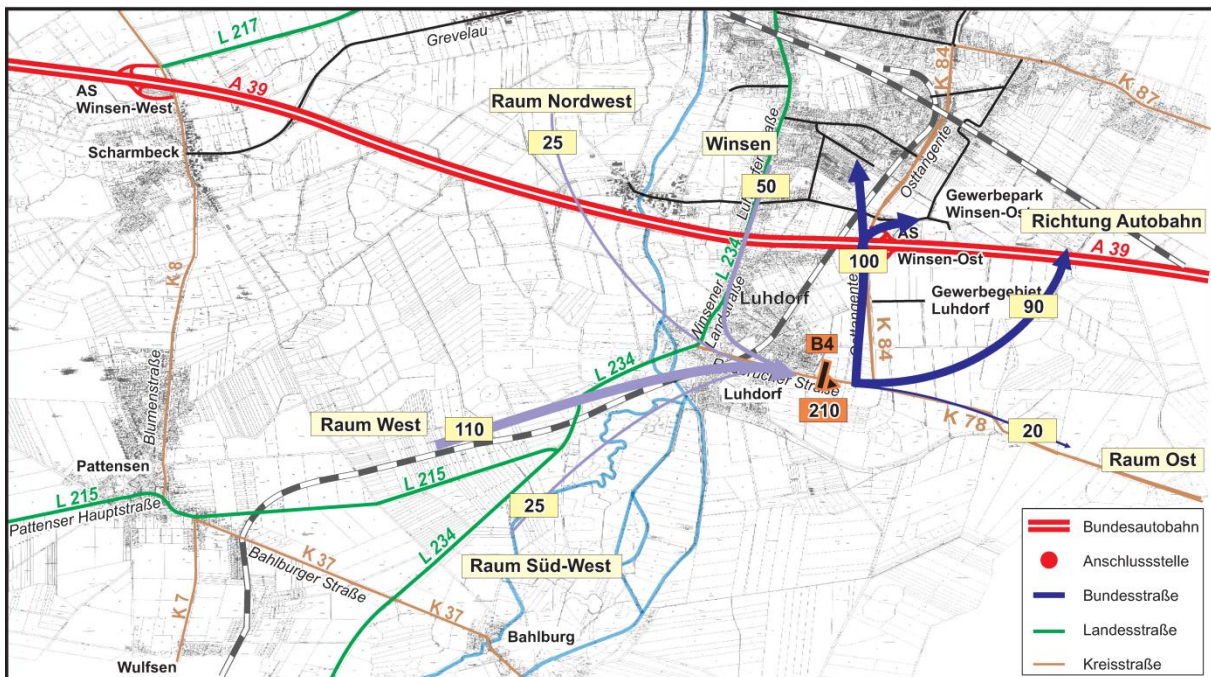 L 217
Grevelau
K 84
K 87
A 39
AS
Winsen-West
Raum Nordwest
25
Winsen
50
Scharmbeck
Osttangente
Gewerbepark
Winsen-Ost
Richtung Autobahn
AS
Winsen-Ost
A 39
100
L 234
K 8
Luhdorf
Gewerbegebiet
Luhdorf
90
Osttangente
K 84
Winsener
Landstraße
B4
L 234
Luhdorf
210
Blumenstraße
Raum West
110
K 78
20
Raum Ost
Pattensen
L 215
L 215
Pattenser Hauptstraße
25
L 234
Raum Süd-West
K 37
Bahlburger Straße
K 37
K 7
Bahlburg
Wulfsen
Bundesautobahn
Anschlussstelle
Bundesstraße
Landesstraße
Kreisstraße